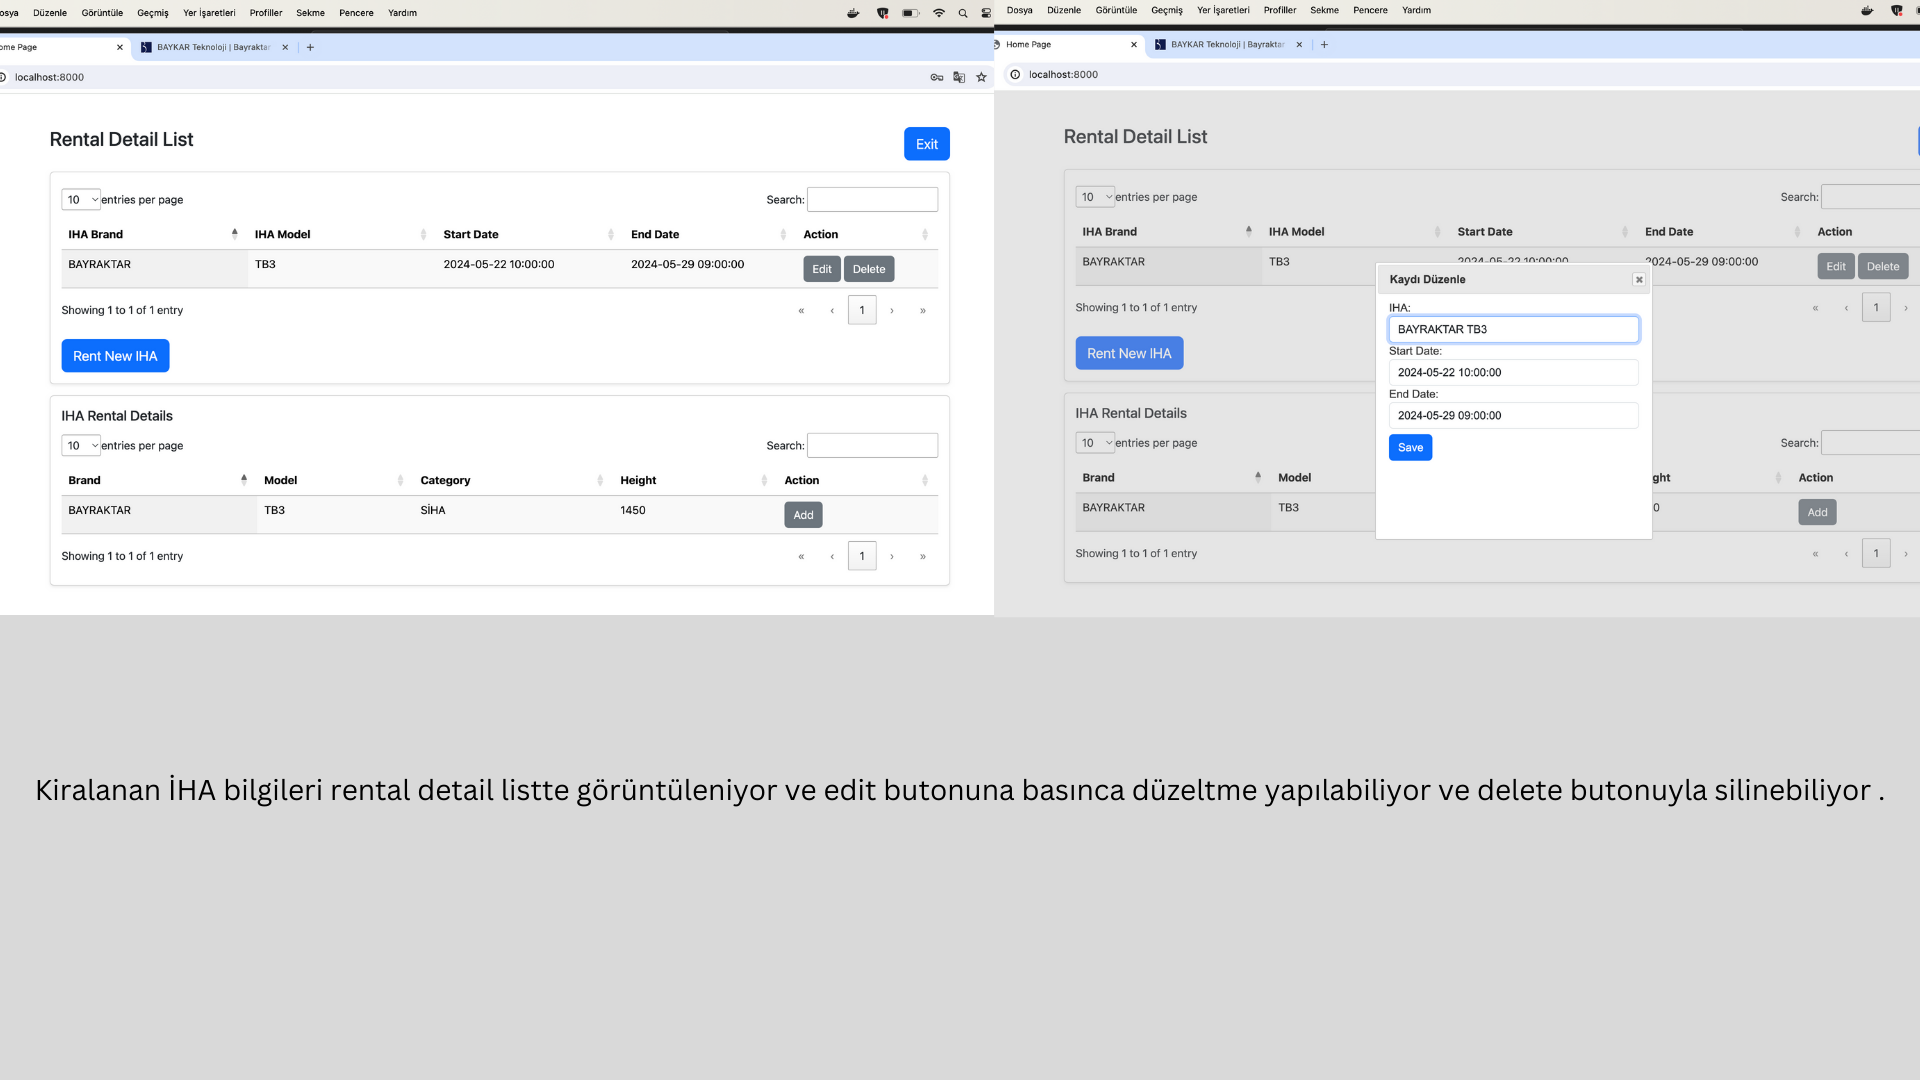 Dosya Düzenle Görüntüle Geçmiş Yer İşaretleri Profiller Sekme Pencere Yardım
Home Page
BAYKAR Teknoloji | Bayraktar
localhost:8000
Rental Detail List
Exit
10 entries per page
Search:
IHA Brand IHA Model Start Date End Date Action
BAYRAKTAR TB3 2024-05-22 10:00:00 2024-05-29 09:00:00 Edit Delete
Showing 1 to 1 of 1 entry
« ‹ 1 › »
Rent New IHA
IHA Rental Details
10 entries per page
Search:
Brand Model Category Height Action
BAYRAKTAR TB3 SİHA 1450 Add
Showing 1 to 1 of 1 entry
« ‹ 1 › »
Dosya Düzenle Görüntüle Geçmiş Yer İşaretleri Profiller Sekme Pencere Yardım
Home Page
BAYKAR Teknoloji | Bayraktar
localhost:8000
Rental Detail List
10 entries per page
Search:
IHA Brand IHA Model Start Date End Date Action
BAYRAKTAR TB3 2024-05-22 10:00:00 2024-05-29 09:00:00 Edit Delete
Showing 1 to 1 of 1 entry
« ‹ 1 ›
Rent New IHA
Kaydı Düzenle
IHA:
BAYRAKTAR TB3
Start Date:
2024-05-22 10:00:00
End Date:
2024-05-29 09:00:00
Save
IHA Rental Details
10 entries per page
Search:
Brand Model ght Action
BAYRAKTAR TB3 0 Add
Showing 1 to 1 of 1 entry
« ‹ 1 ›
Kiralanan İHA bilgileri rental detail listte görüntüleniyor ve edit butonuna basınca düzeltme yapılabiliyor ve delete butonuyla silinebiliyor .